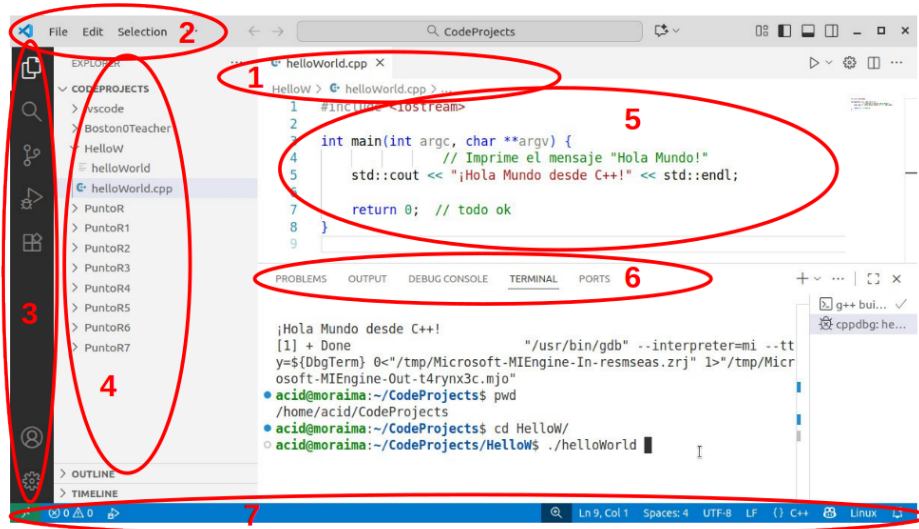 File Edit Selection 2 ... CodeProjects
EXPLORER ...
CODEPROJECTS
.vscode
Boston0Teacher
HelloW
helloWorld
helloWorld.cpp
PuntoR
PuntoR1
PuntoR2
PuntoR3
PuntoR4
PuntoR5
PuntoR6
PuntoR7
OUTLINE
TIMELINE
3
4
helloWorld.cpp
1
HelloW > helloWorld.cpp > ...
1 #include <iostream>
2
3 int main(int argc, char **argv) {
4 // Imprime el mensaje "Hola Mundo!"
5 std::cout << "¡Hola Mundo desde C++!" << std::endl;
6
7 return 0; // todo ok
8 }
9
5
PROBLEMS OUTPUT DEBUG CONSOLE TERMINAL PORTS 6
g++ bui...
cppdbg: he...
¡Hola Mundo desde C++!
[1] + Done "/usr/bin/gdb" --interpreter=mi --tt
y=${DbgTerm} 0<"/tmp/Microsoft-MIEngine-In-resmseas.zrj" 1>"/tmp/Micr
osoft-MIEngine-Out-t4rynx3c.mjo"
acid@moraima:~/CodeProjects$ pwd
/home/acid/CodeProjects
acid@moraima:~/CodeProjects$ cd HelloW/
acid@moraima:~/CodeProjects/HelloW$ ./helloWorld
0 0 7 Ln 9, Col 1 Spaces: 4 UTF-8 LF {} C++ Linux